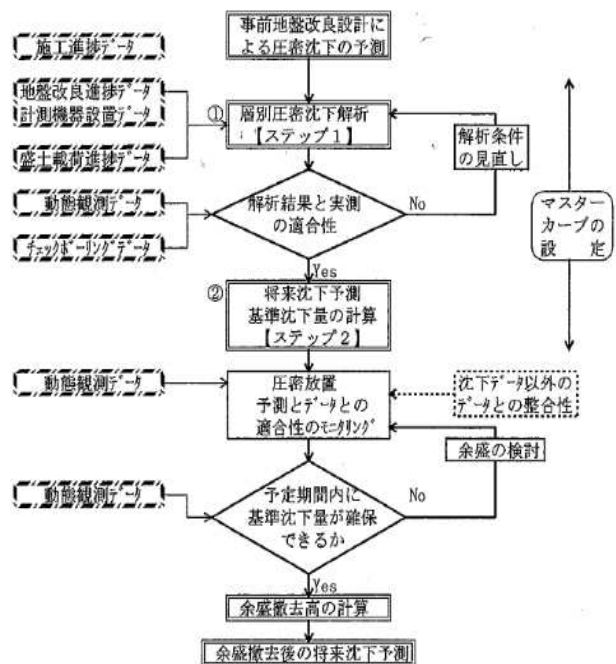 事前地盤改良設計に
よる圧密沈下の予測
施工進捗データ
地盤改良進捗データ
計測機器設置データ
盛土載荷進捗データ
①
層別圧密沈下解析
【ステップ1】
解析条件
の見直し
動態観測データ
チェックボーリングデータ
解析結果と実測
の適合性
No
Yes
マスター
カーブの
設 定
②
将来沈下予測
基準沈下量の計算
【ステップ2】
動態観測データ
圧密放置
予測とデータとの
適合性のモニタリング
沈下データ以外の
データとの整合性
余盛の検討
動態観測データ
予定期間内に
基準沈下量が確保
できるか
No
Yes
余盛撤去高の計算
余盛撤去後の将来沈下予測